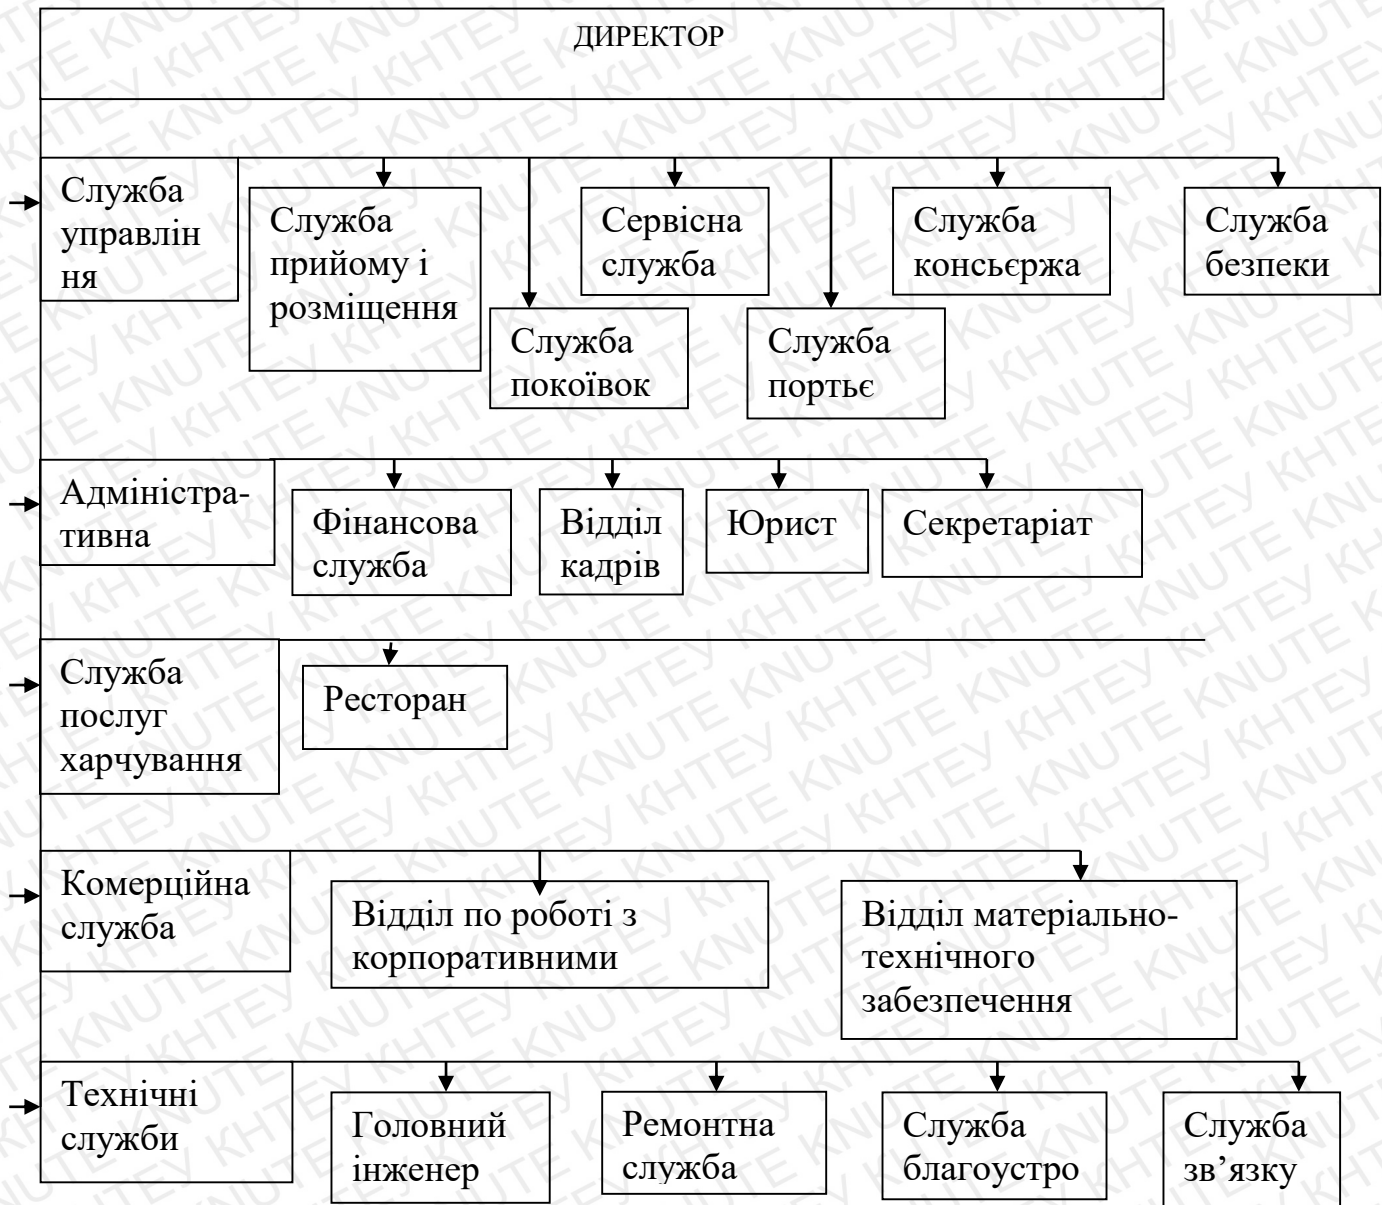 ДИРЕКТОР
Служба
управлін
ня
Служба
прийому і
розміщення
Служба
покоївок
Сервісна
служба
Служба
портьє
Служба
консьєржа
Служба
безпеки
Адміністра-
тивна
Фінансова
служба
Відділ
кадрів
Юрист
Секретаріат
Служба
послуг
харчування
Ресторан
Комерційна
служба
Відділ по роботі з
корпоративними
Відділ матеріально-
технічного
забезпечення
Технічні
служби
Головний
інженер
Ремонтна
служба
Служба
благоустро
Служба
зв’язку